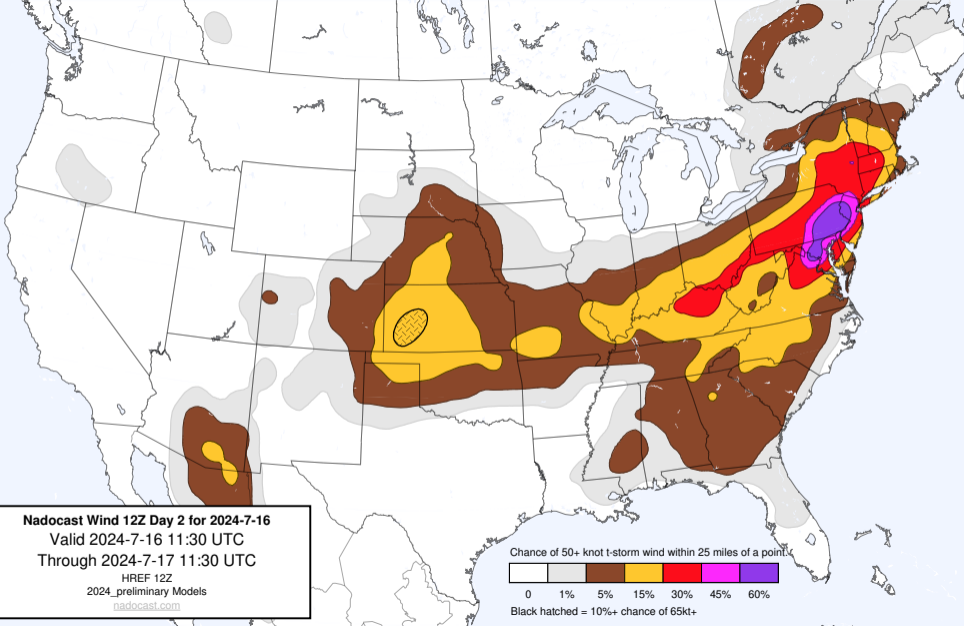 Nadocast Wind 12Z Day 2 for 2024-7-16
Valid 2024-7-16 11:30 UTC
Through 2024-7-17 11:30 UTC
HREF 12Z
2024_preliminary Models
nadocast.com
Chance of 50+ knot t-storm wind within 25 miles of a point.
0 1% 5% 15% 30% 45% 60%
Black hatched = 10%+ chance of 65kt+